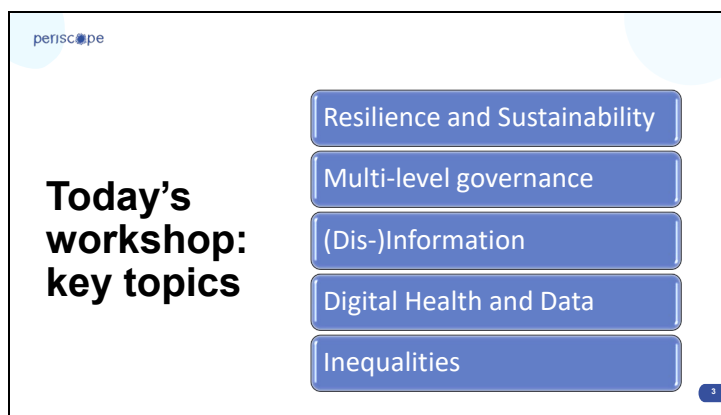 periscope
Today’s
workshop:
key topics
Resilience and Sustainability
Multi-level governance
(Dis-)Information
Digital Health and Data
Inequalities
3